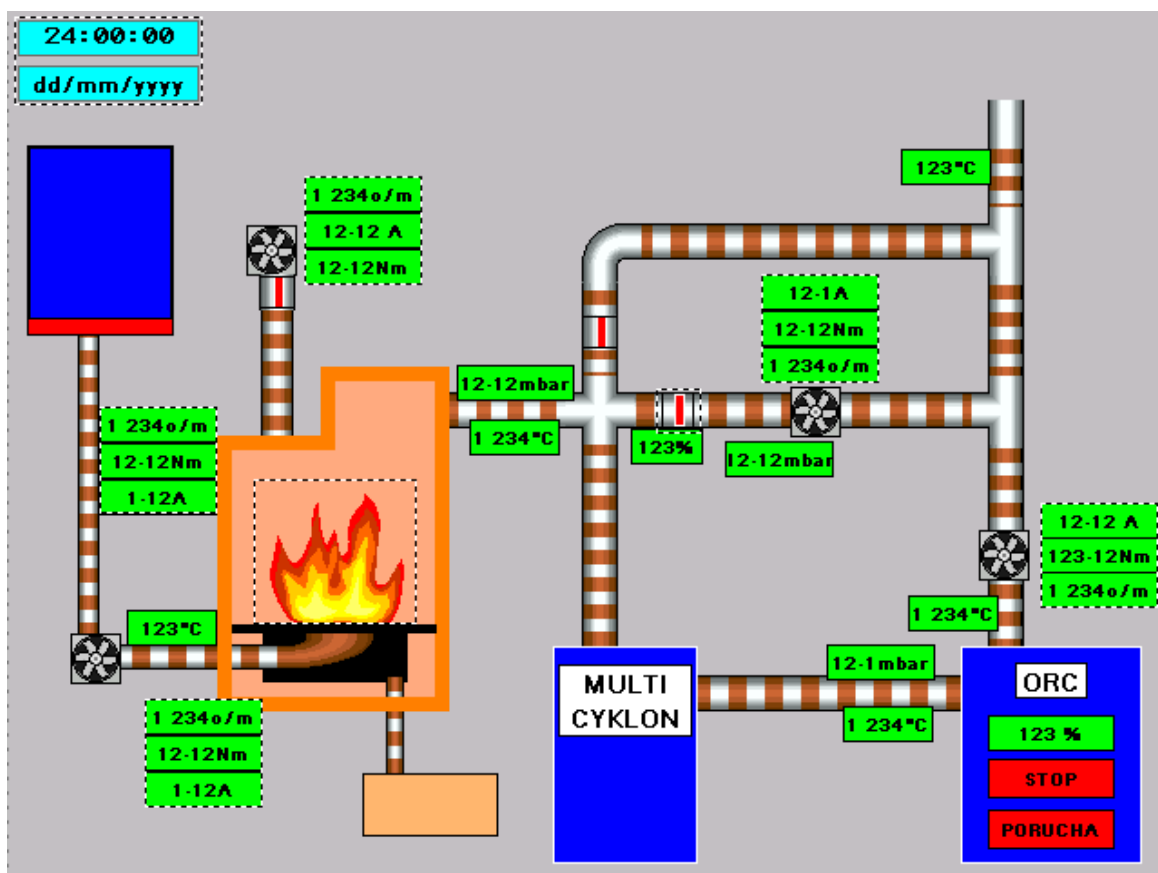 24:00:00
dd/mm/yyyy
123°C
1 234o/m
12-12 A
12-12Nm
12-1A
12-12Nm
1 234o/m
12-12mbar
1 234°C
123%
12-12mbar
1 234o/m
12-12Nm
1-12A
12-12 A
123-12Nm
1 234o/m
1 234°C
123°C
12-1mbar
1 234°C
MULTI
CYKLON
ORC
123 %
STOP
PORUCHA
1 234o/m
12-12Nm
1-12A